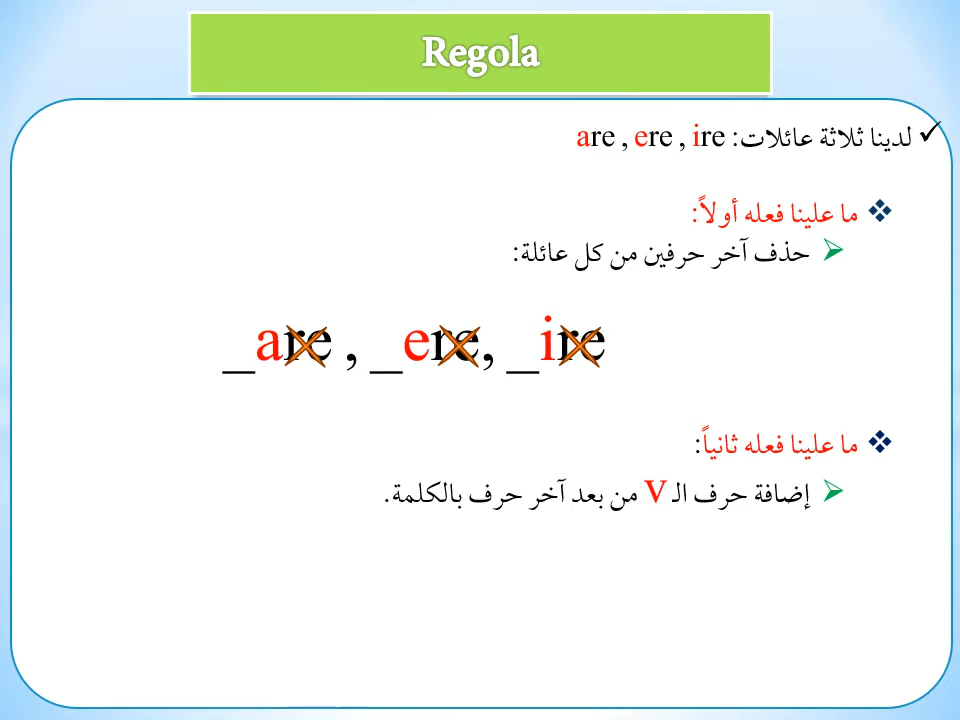 Regola
لدينا ثلاثة عائلات: are , ere , ire
ما علينا فعله أولاً:
حذف آخر حرفين من كل عائلة:
_are , _ere, _ire
ما علينا فعله ثانياً:
إضافة حرف الـ v من بعد آخر حرف بالكلمة.